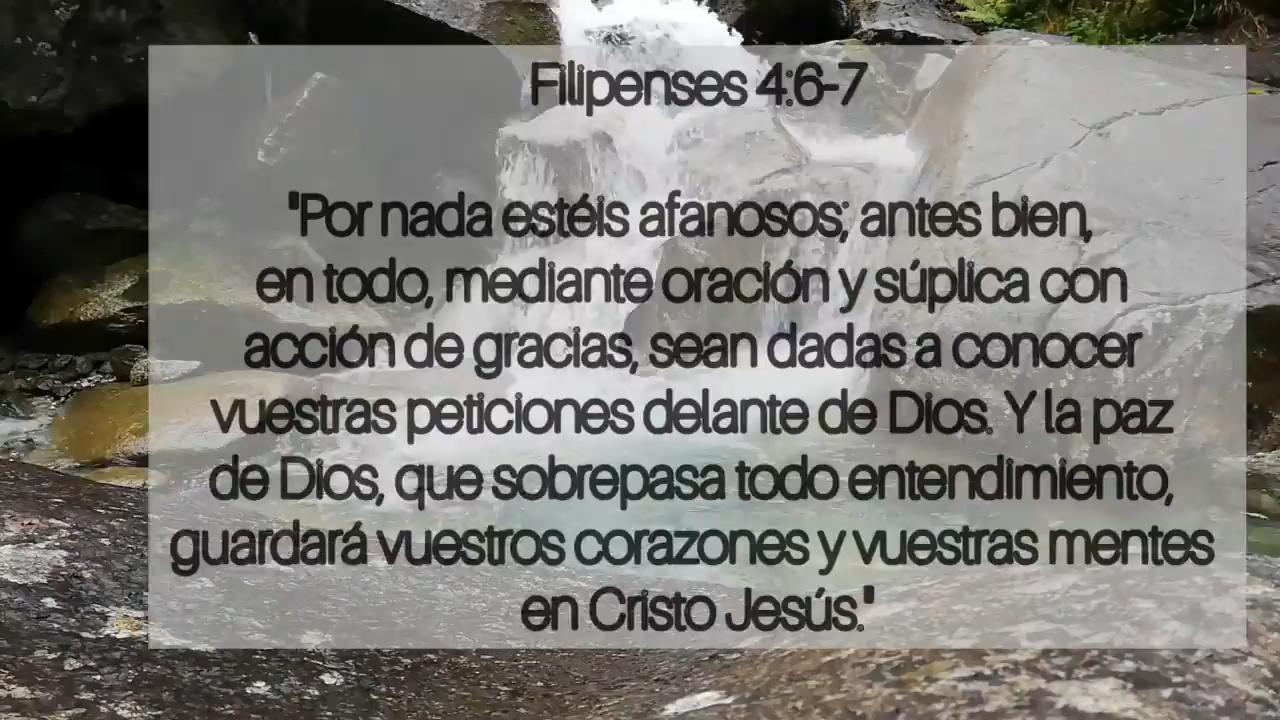 Filipenses 4:6-7
"Por nada estéis afanosos; antes bien,
en todo, mediante oración y súplica con
acción de gracias, sean dadas a conocer
vuestras peticiones delante de Dios. Y la paz
de Dios, que sobrepasa todo entendimiento,
guardará vuestros corazones y vuestras mentes
en Cristo Jesús."